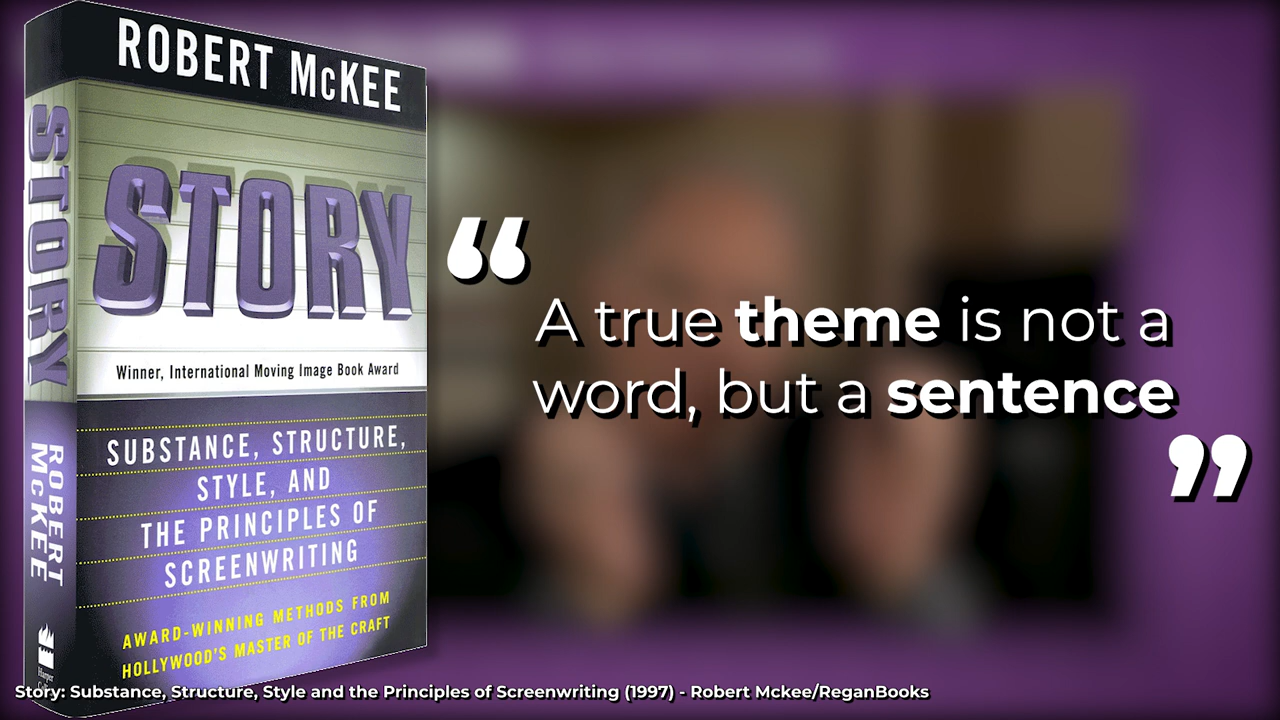 ROBERT McKEE
STORY
STORY
Winner, International Moving Image Book Award
SUBSTANCE, STRUCTURE,
STYLE, AND
THE PRINCIPLES OF
SCREENWRITING
AWARD-WINNING METHODS FROM
HOLLYWOOD'S MASTER OF THE CRAFT
ROBERT
McKEE
Harper
“
A true theme is not a
word, but a sentence
”
Story: Substance, Structure, Style and the Principles of Screenwriting (1997) - Robert Mckee/ReganBooks